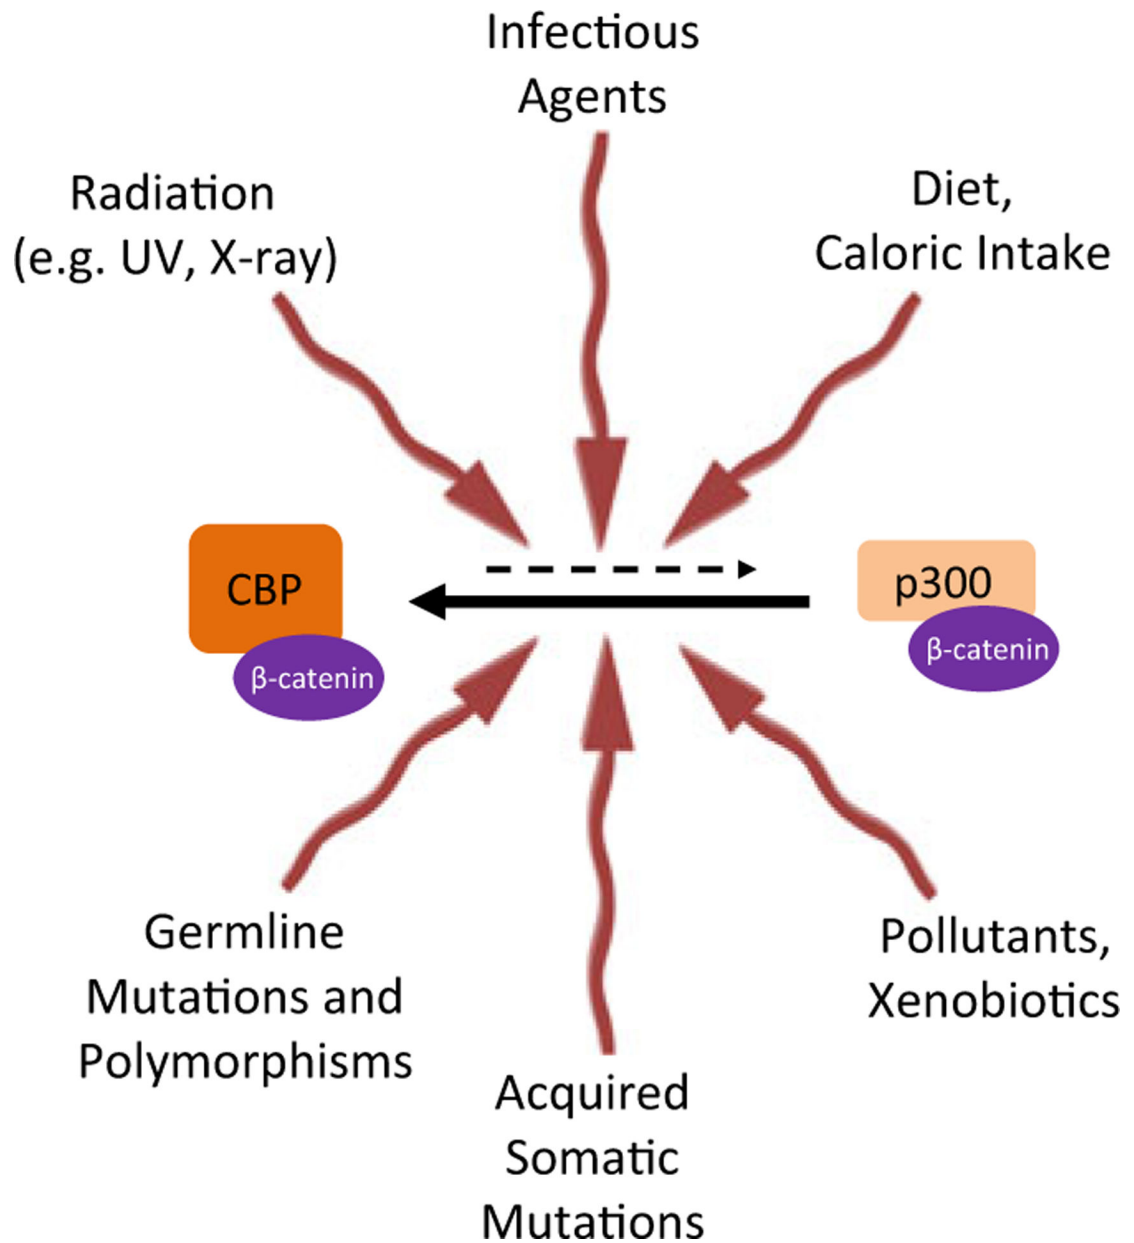 Infectious
Agents
Radiation
(e.g. UV, X-ray)
Diet,
Caloric Intake
CBP
β-catenin
p300
β-catenin
Germline
Mutations and
Polymorphisms
Acquired
Somatic
Mutations
Pollutants,
Xenobiotics